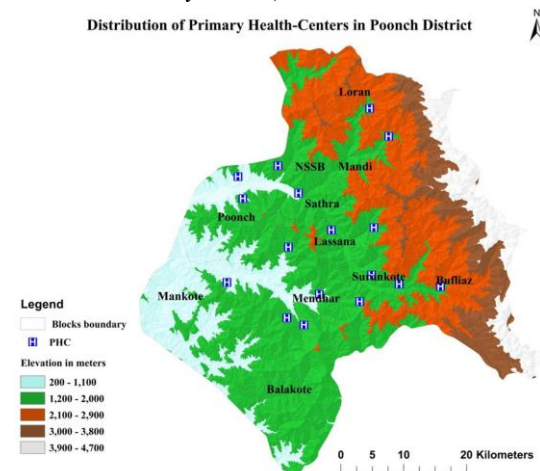 Distribution of Primary Health-Centers in Poonch District
N
Loran
NSSB
Mandi
Sathra
Poonch
Lassana
Surankote
Bufliaz
Mankote
Mendhar
Balakote
Legend
Blocks boundary
H PHC
Elevation in meters
200 - 1,100
1,200 - 2,000
2,100 - 2,900
3,000 - 3,800
3,900 - 4,700
0 5 10 20 Kilometers